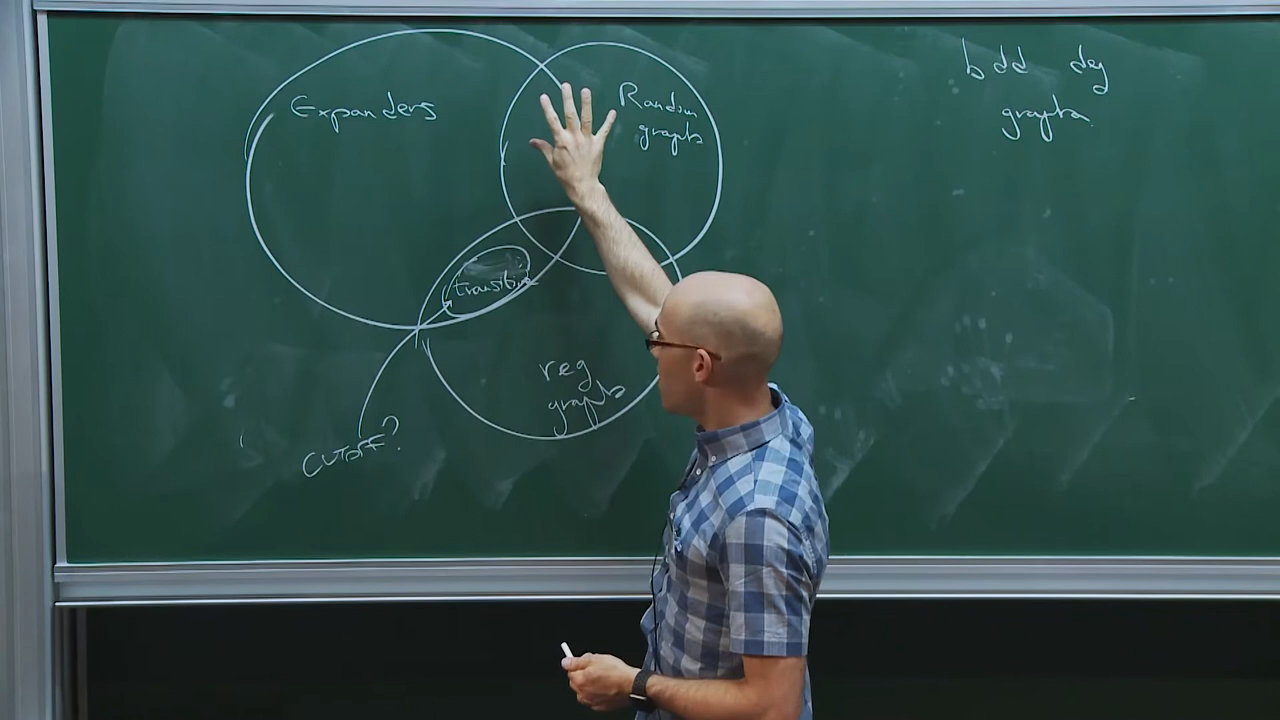 Expanders
Random
graphs
bdd deg
graphs
transitive
reg
graphs
CUTOFF?